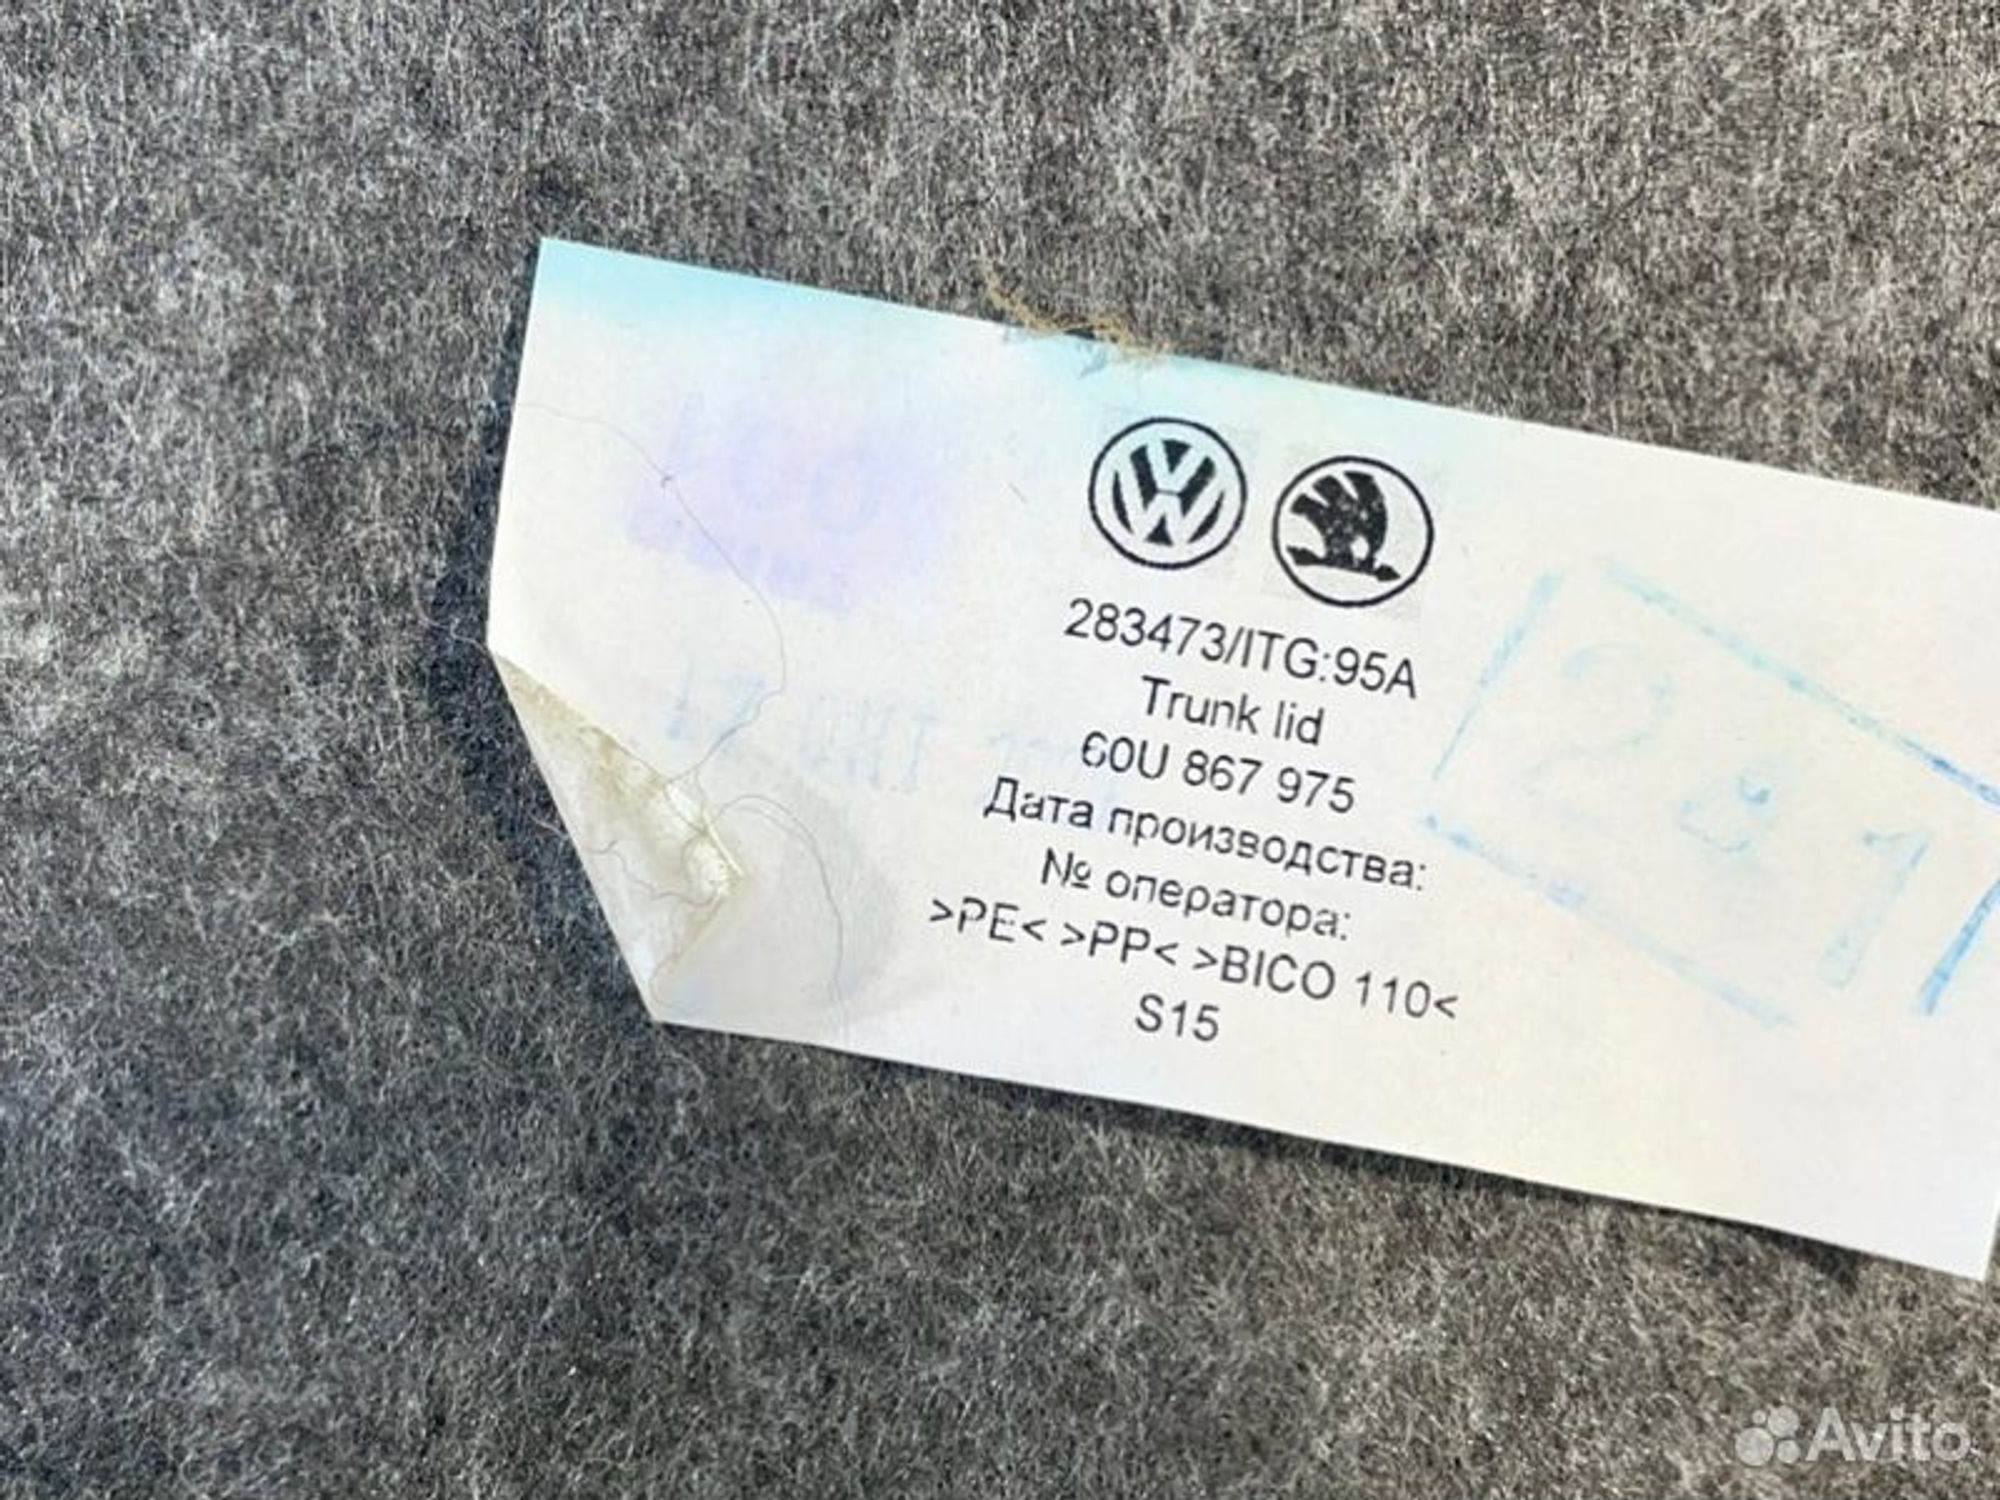 283473/ITG:95A
Trunk lid
60U 867 975
Дата производства:
№ оператора:
>PE< >PP< >BICO 110<
S15
Avito